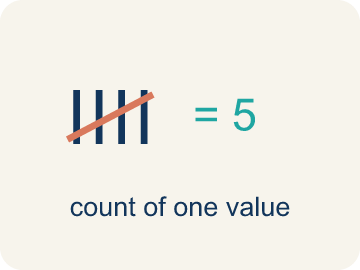 = 5
count of one value